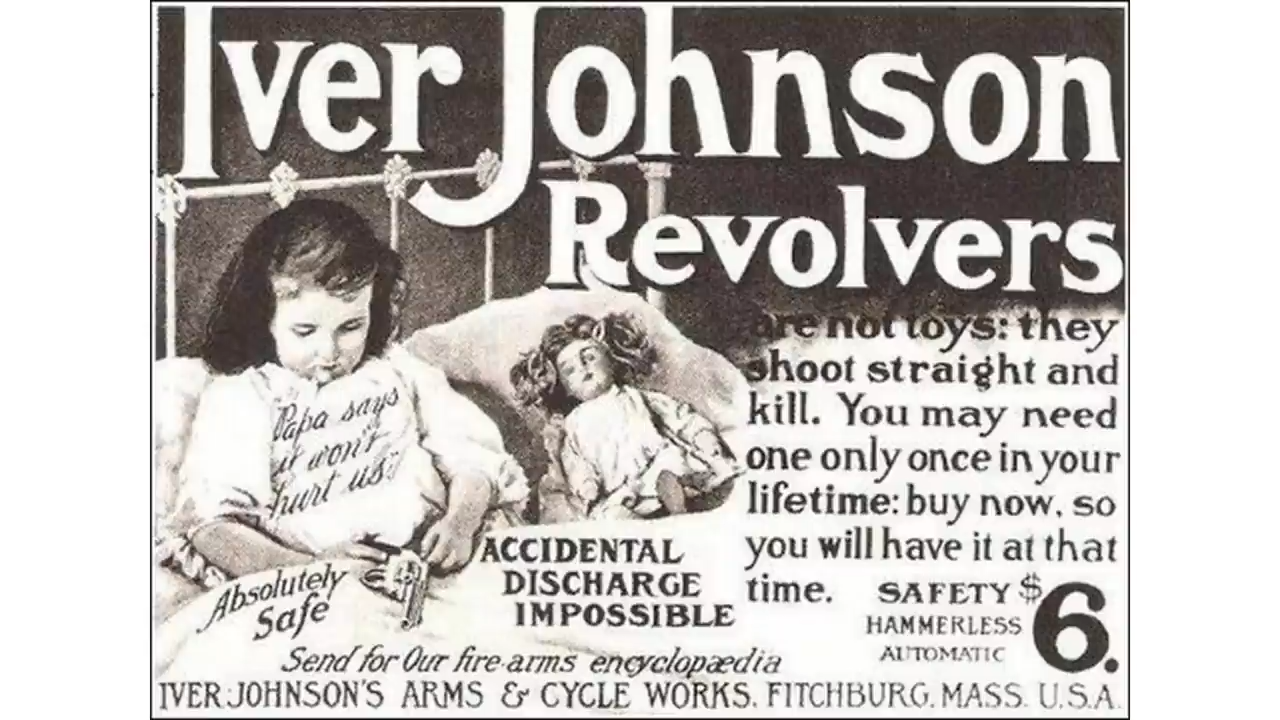 Iver Johnson
Revolvers
are not toys: they
shoot straight and
kill. You may need
one only once in your
lifetime: buy now, so
you will have it at that
time.
SAFETY $6.
HAMMERLESS
AUTOMATIC
"Papa says
it won't
hurt us"
Absolutely
Safe
ACCIDENTAL
DISCHARGE
IMPOSSIBLE
Send for Our fire-arms encyclopædia
IVER JOHNSON'S ARMS & CYCLE WORKS, FITCHBURG, MASS. U.S.A.